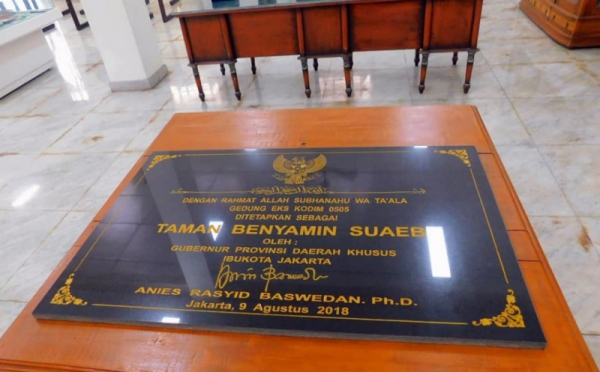 DENGAN RAHMAT ALLAH SUBHANAHU WA TA'ALA
GEDUNG EKS KODIM 0505
DITETAPKAN SEBAGAI
TAMAN BENYAMIN SUAEB
OLEH :
GUBERNUR PROVINSI DAERAH KHUSUS
IBUKOTA JAKARTA
ANIES RASYID BASWEDAN. Ph.D.
Jakarta, 9 Agustus 2018